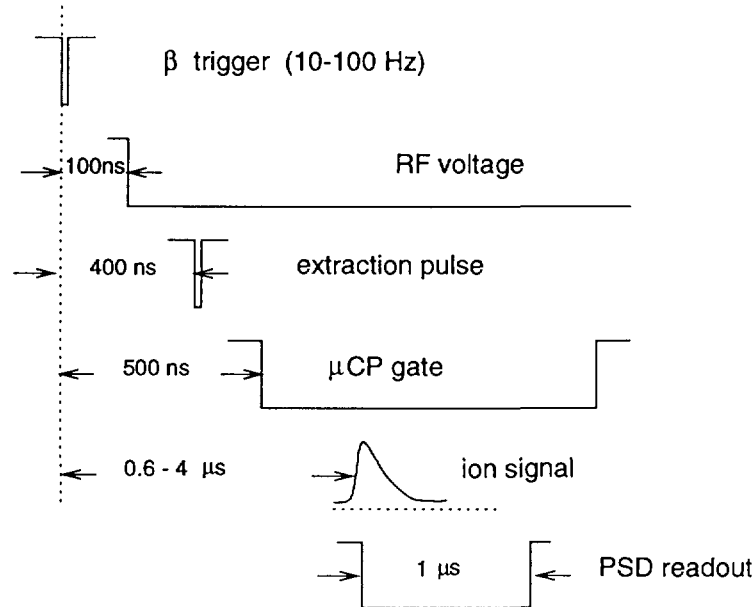 β trigger (10-100 Hz)
100ns RF voltage
400 ns extraction pulse
500 ns μCP gate
0.6 - 4 μs ion signal
1 μs PSD readout